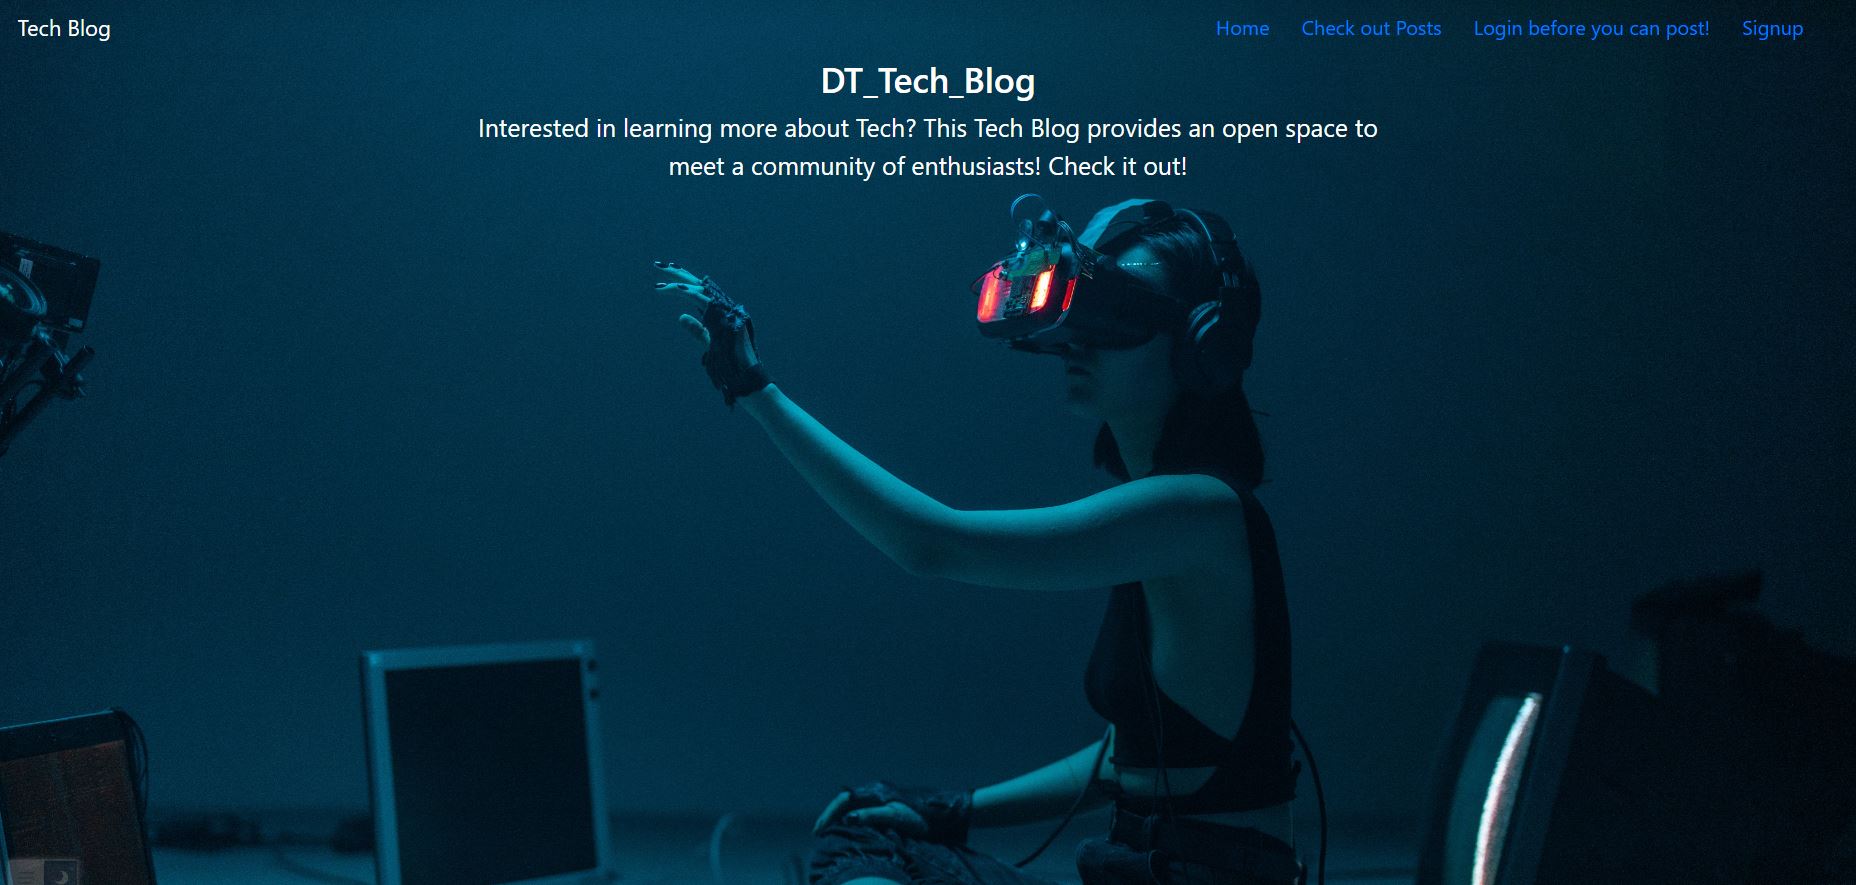 Tech Blog
Home Check out Posts Login before you can post! Signup
DT_Tech_Blog
Interested in learning more about Tech? This Tech Blog provides an open space to
meet a community of enthusiasts! Check it out!